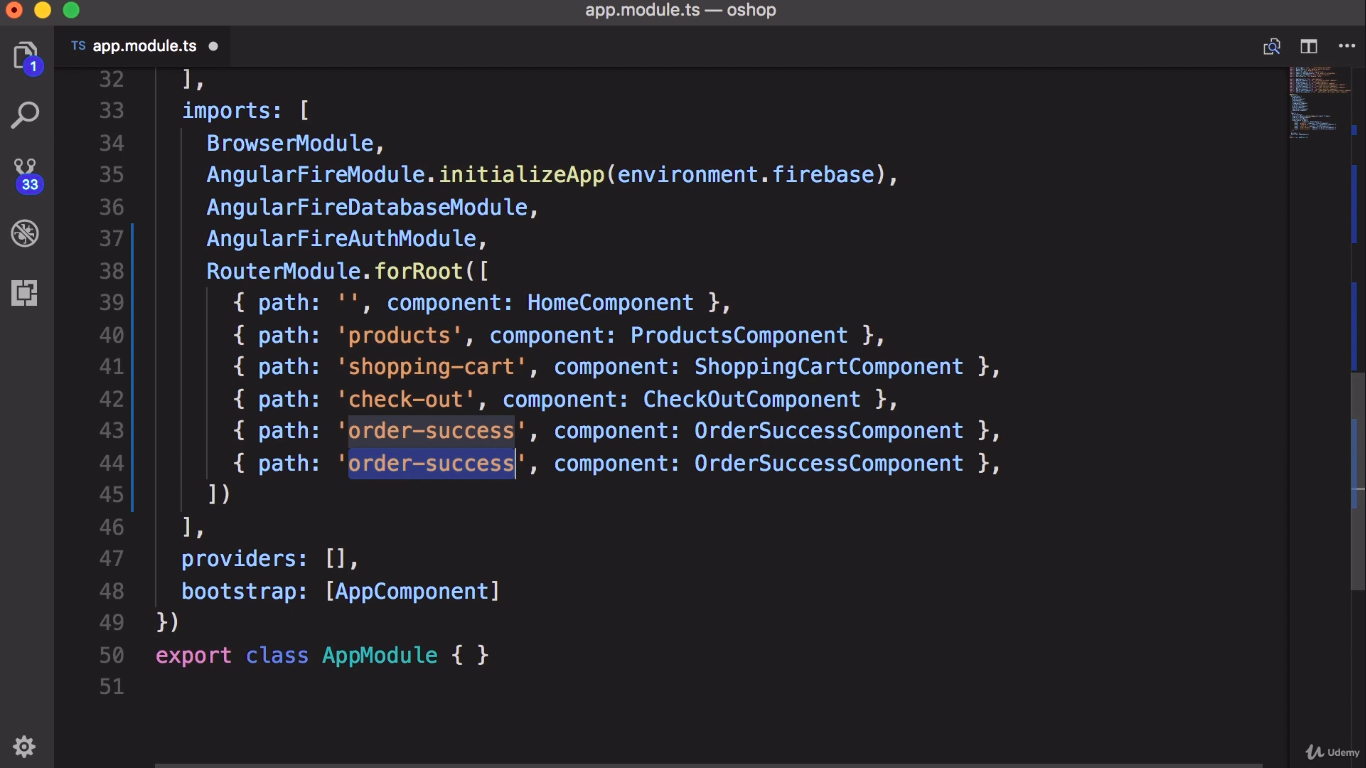 app.module.ts — oshop
TS app.module.ts
1
33
32 ],
33 imports: [
34 BrowserModule,
35 AngularFireModule.initializeApp(environment.firebase),
36 AngularFireDatabaseModule,
37 AngularFireAuthModule,
38 RouterModule.forRoot([
39 { path: '', component: HomeComponent },
40 { path: 'products', component: ProductsComponent },
41 { path: 'shopping-cart', component: ShoppingCartComponent },
42 { path: 'check-out', component: CheckOutComponent },
43 { path: 'order-success', component: OrderSuccessComponent },
44 { path: 'order-success', component: OrderSuccessComponent },
45 ])
46 ],
47 providers: [],
48 bootstrap: [AppComponent]
49 })
50 export class AppModule { }
51
Udemy